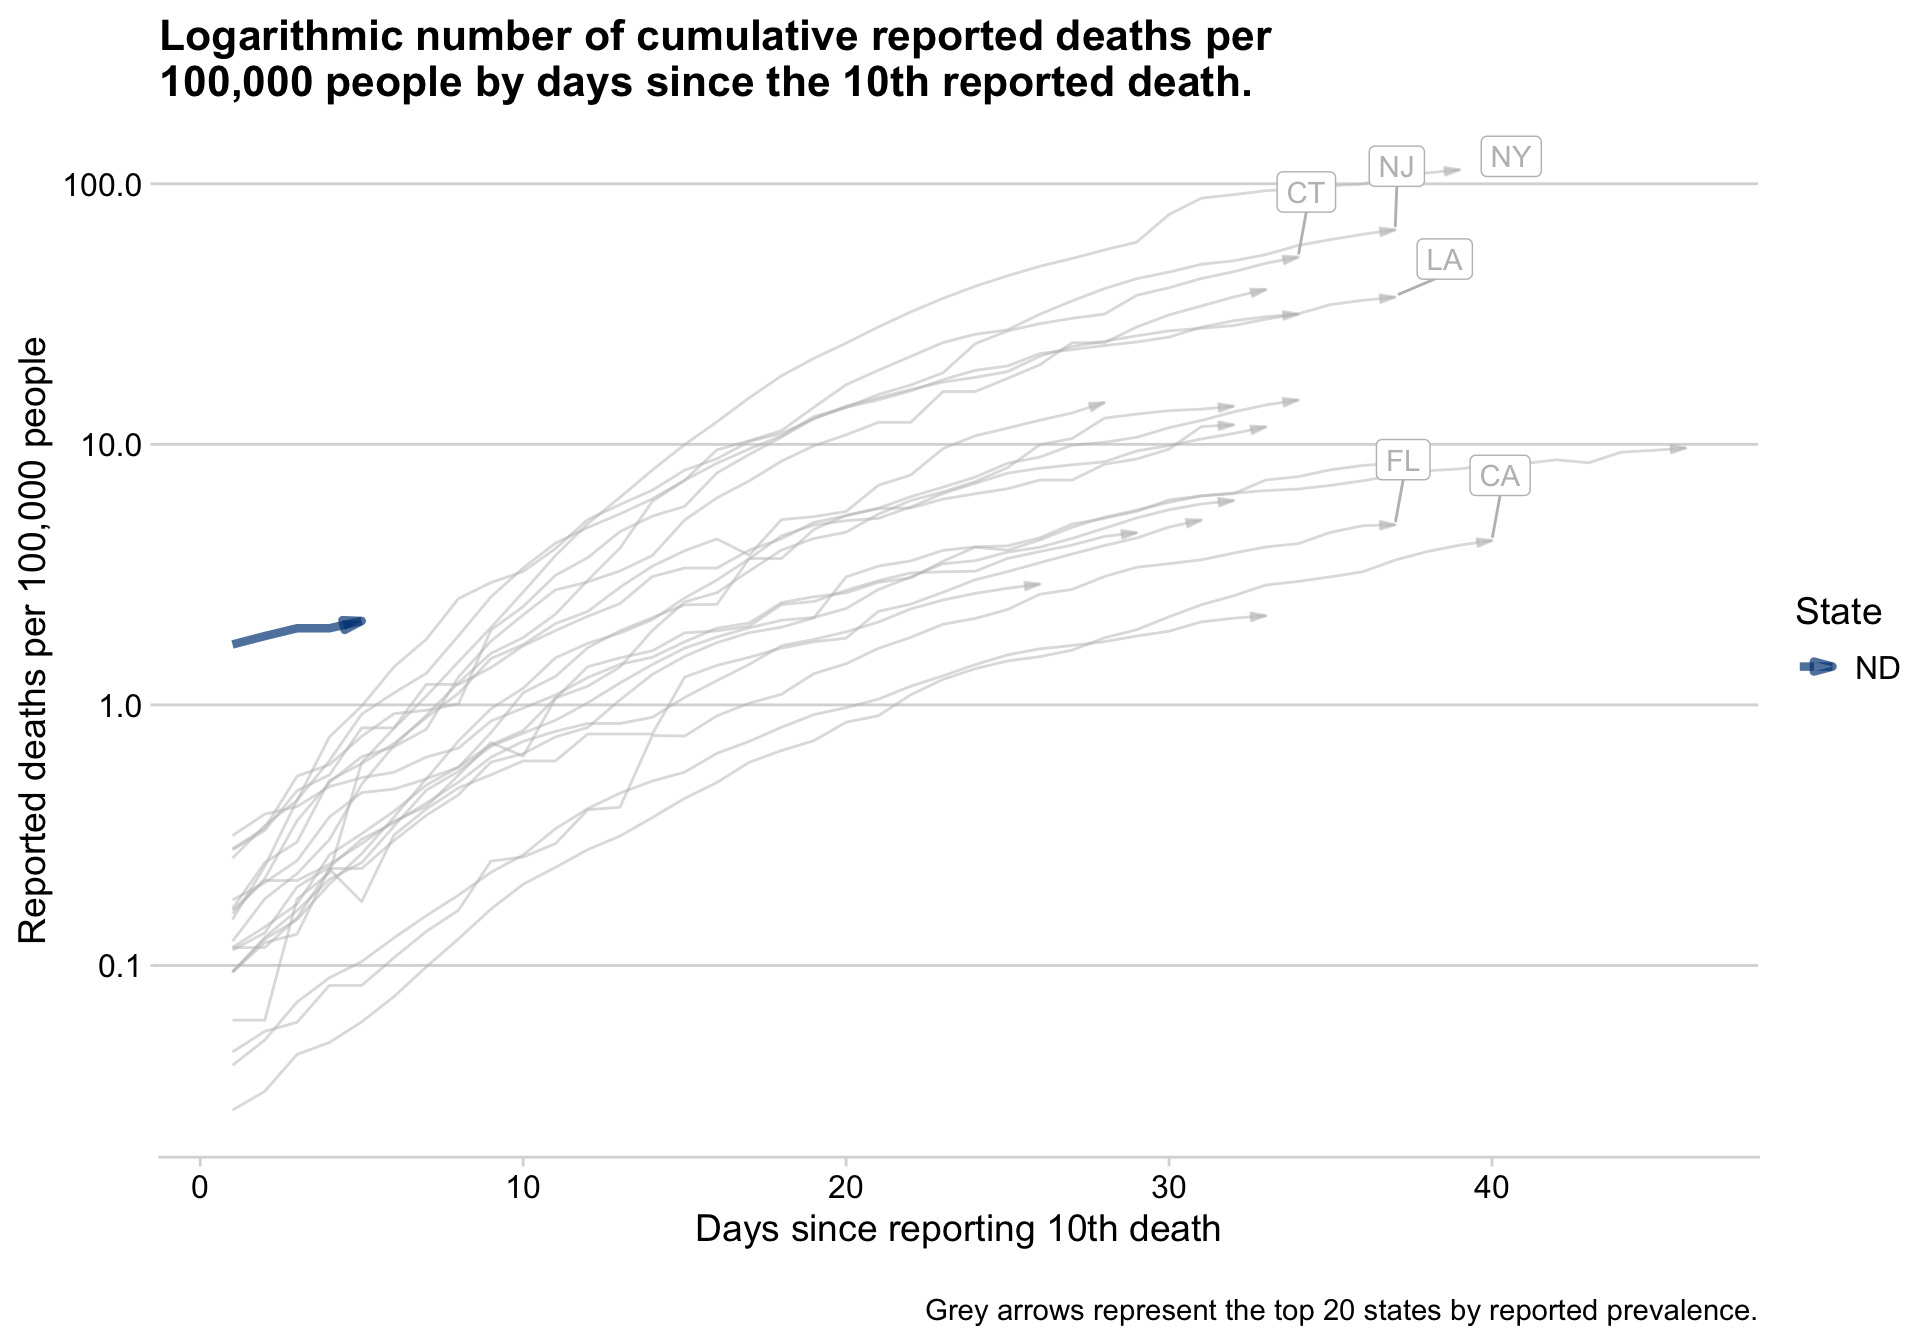 Logarithmic number of cumulative reported deaths per
100,000 people by days since the 10th reported death.
Reported deaths per 100,000 people
100.0
10.0
1.0
0.1
NY
NJ
CT
LA
FL
CA
State
ND
0
10
20
30
40
Days since reporting 10th death
Grey arrows represent the top 20 states by reported prevalence.